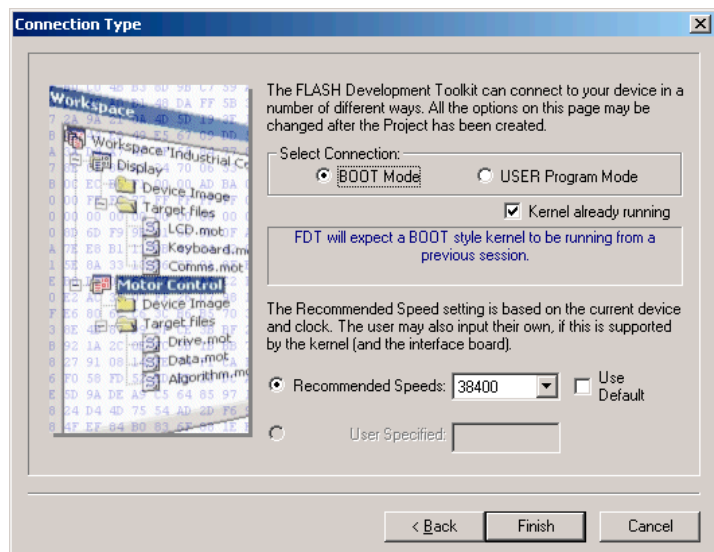 Connection Type
Workspace
Workspace 'Industrial Ce
Display
Device Image
Target files
LCD.mot
Keyboard.m
Comms.mot
Motor Control
Device Image
Target files
Drive.mot
Data.mot
Algorithm.m
The FLASH Development Toolkit can connect to your device in a
number of different ways. All the options on this page may be
changed after the Project has been created.
Select Connection:
BOOT Mode
USER Program Mode
Kernel already running
FDT will expect a BOOT style kernel to be running from a
previous session.
The Recommended Speed setting is based on the current device
and clock. The user may also input their own, if this is supported
by the kernel (and the interface board).
Recommended Speeds: 38400
Use
Default
User Specified:
< Back
Finish
Cancel